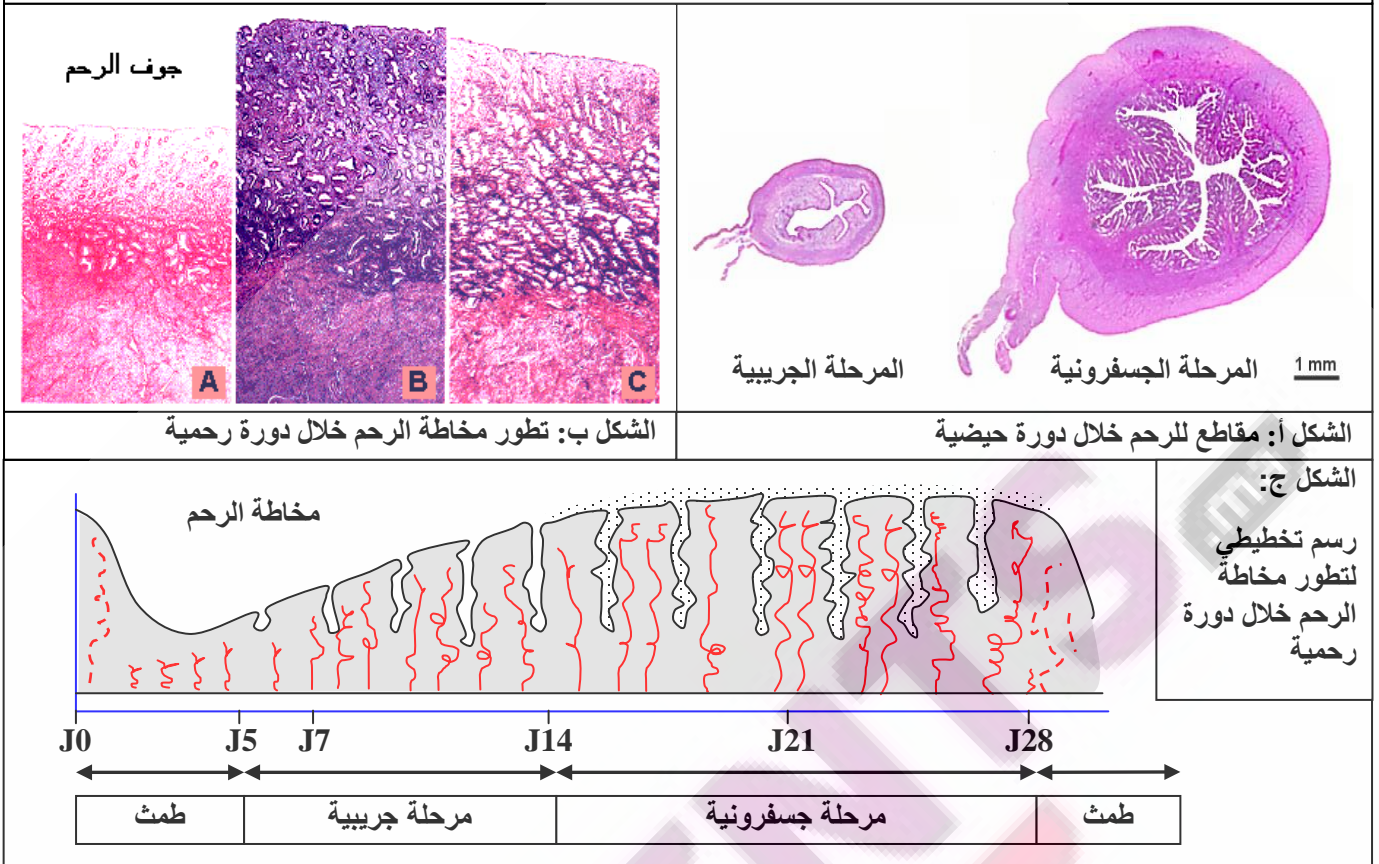 جوف الرحم
A
B
C
المرحلة الجريبية
المرحلة الجسفرونية
1 mm
الشكل ب: تطور مخاطة الرحم خلال دورة رحمية
الشكل أ: مقاطع للرحم خلال دورة حيضية
الشكل ج:
رسم تخطيطي
لتطور مخاطة
الرحم خلال دورة
رحمية
مخاطة الرحم
J0 J5 J7 J14 J21 J28
طمث
مرحلة جريبية
مرحلة جسفرونية
طمث